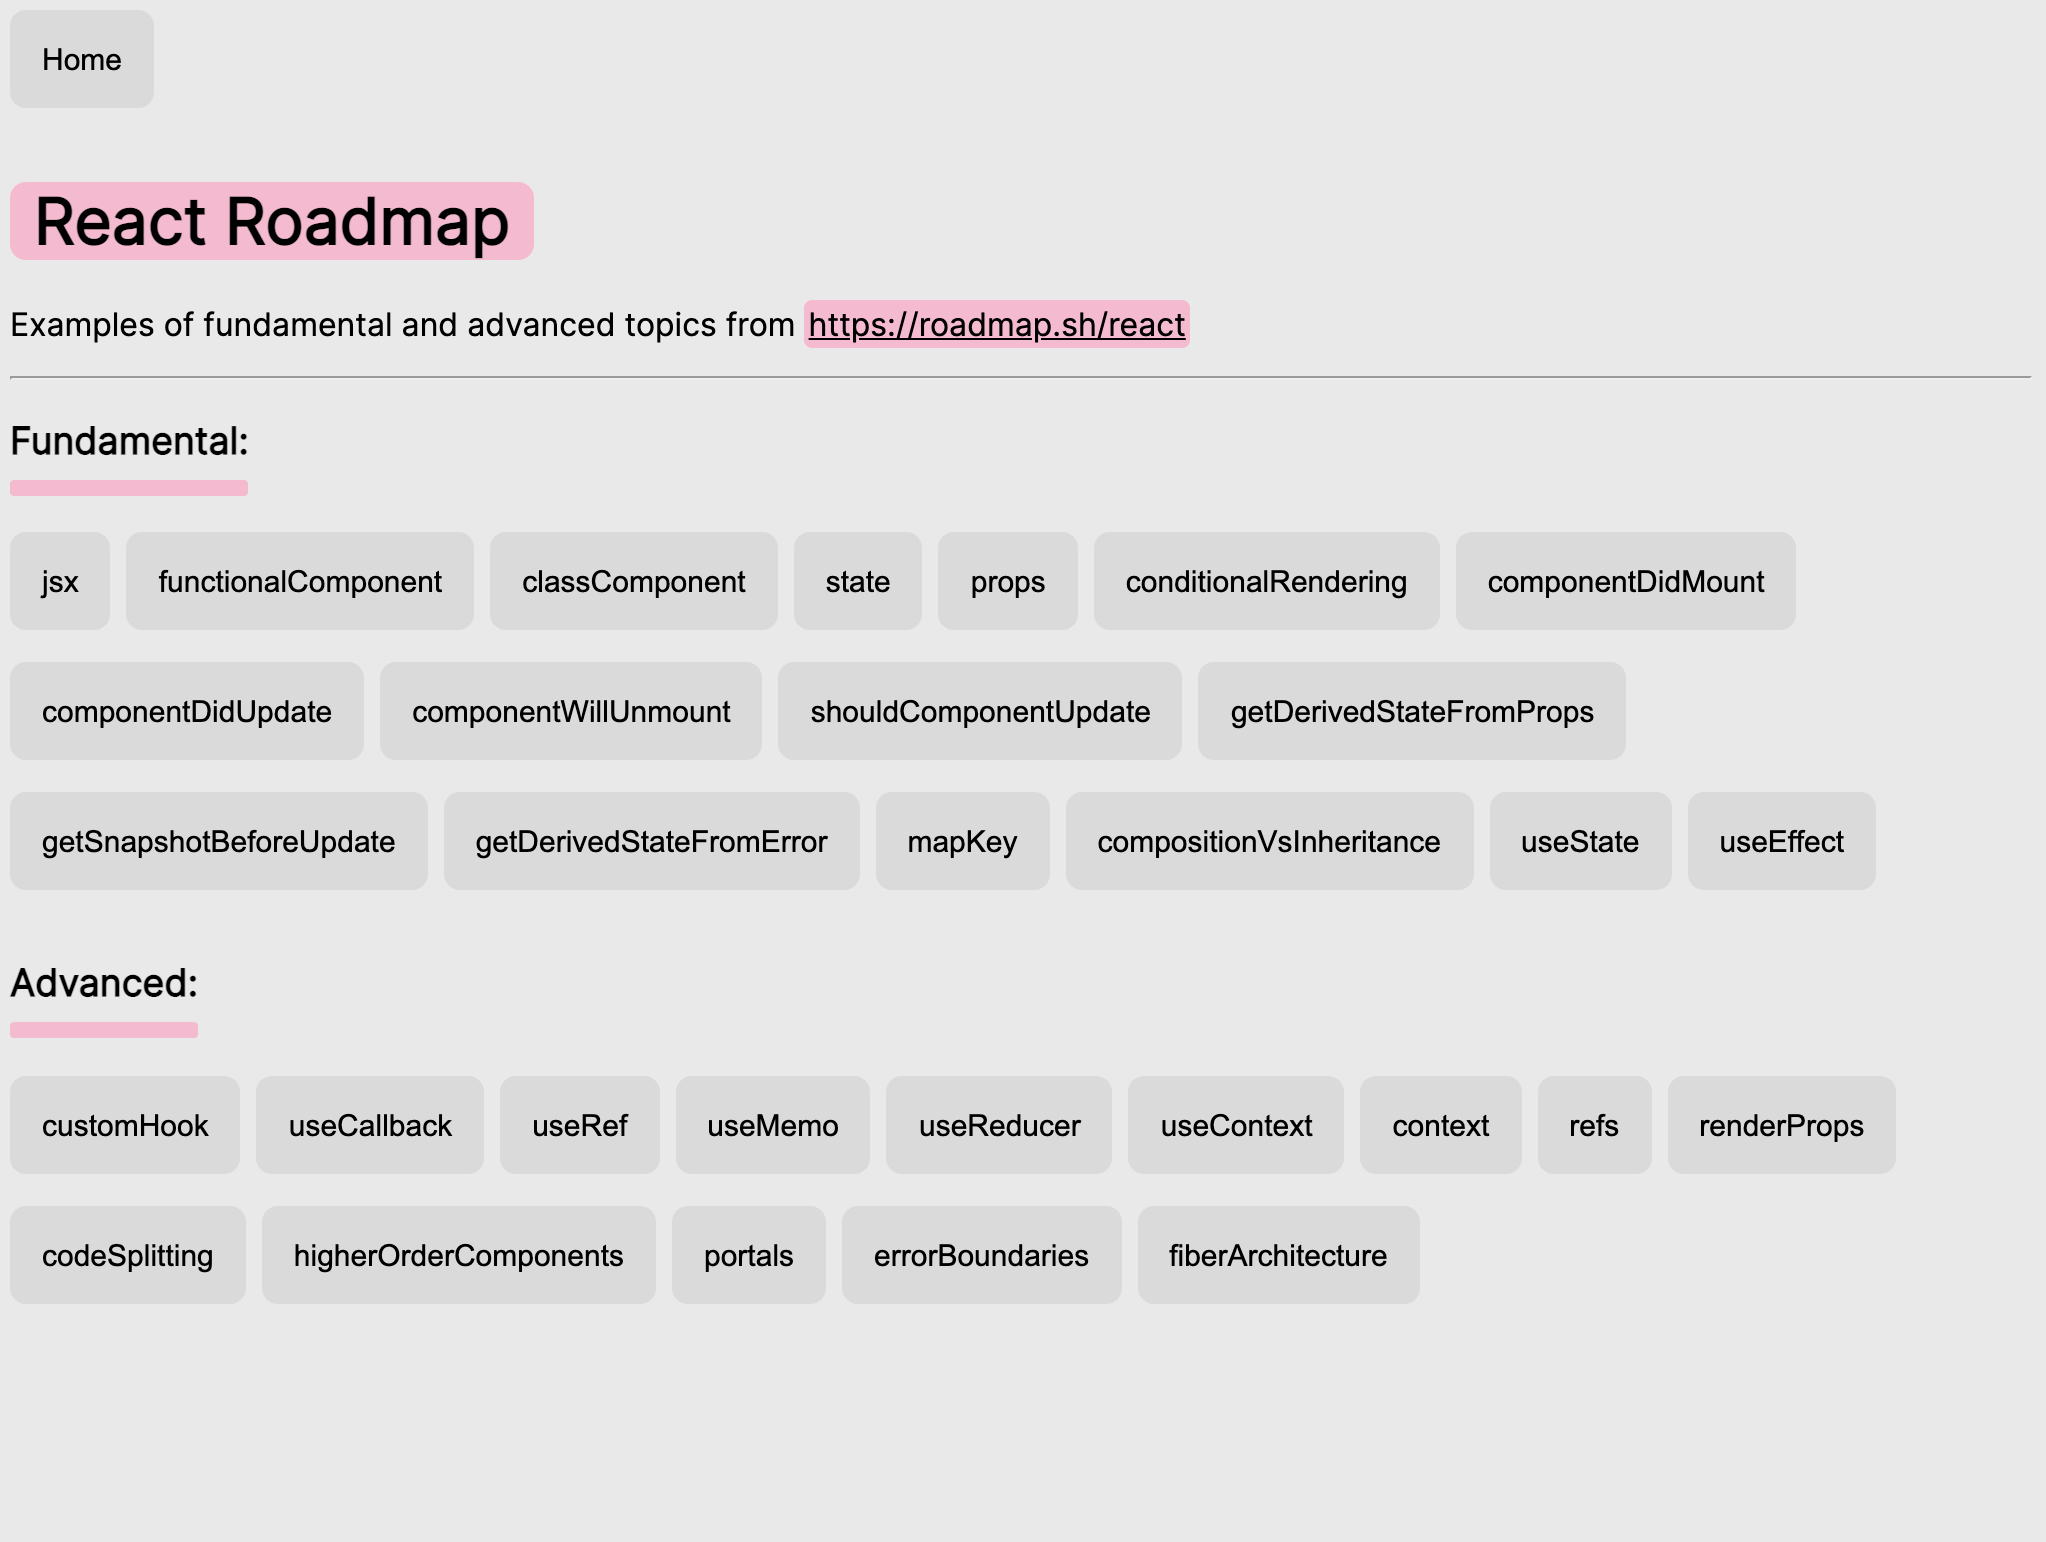 Home
React Roadmap
Examples of fundamental and advanced topics from https://roadmap.sh/react
Fundamental:
jsx functionalComponent classComponent state props conditionalRendering componentDidMount
componentDidUpdate componentWillUnmount shouldComponentUpdate getDerivedStateFromProps
getSnapshotBeforeUpdate getDerivedStateFromError mapKey compositionVsInheritance useState useEffect
Advanced:
customHook useCallback useRef useMemo useReducer useContext context refs renderProps
codeSplitting higherOrderComponents portals errorBoundaries fiberArchitecture